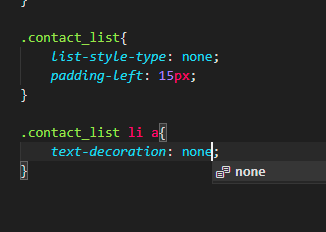 }
.contact_list{
list-style-type: none;
padding-left: 15px;
}
.contact_list li a{
text-decoration: none;
none
}